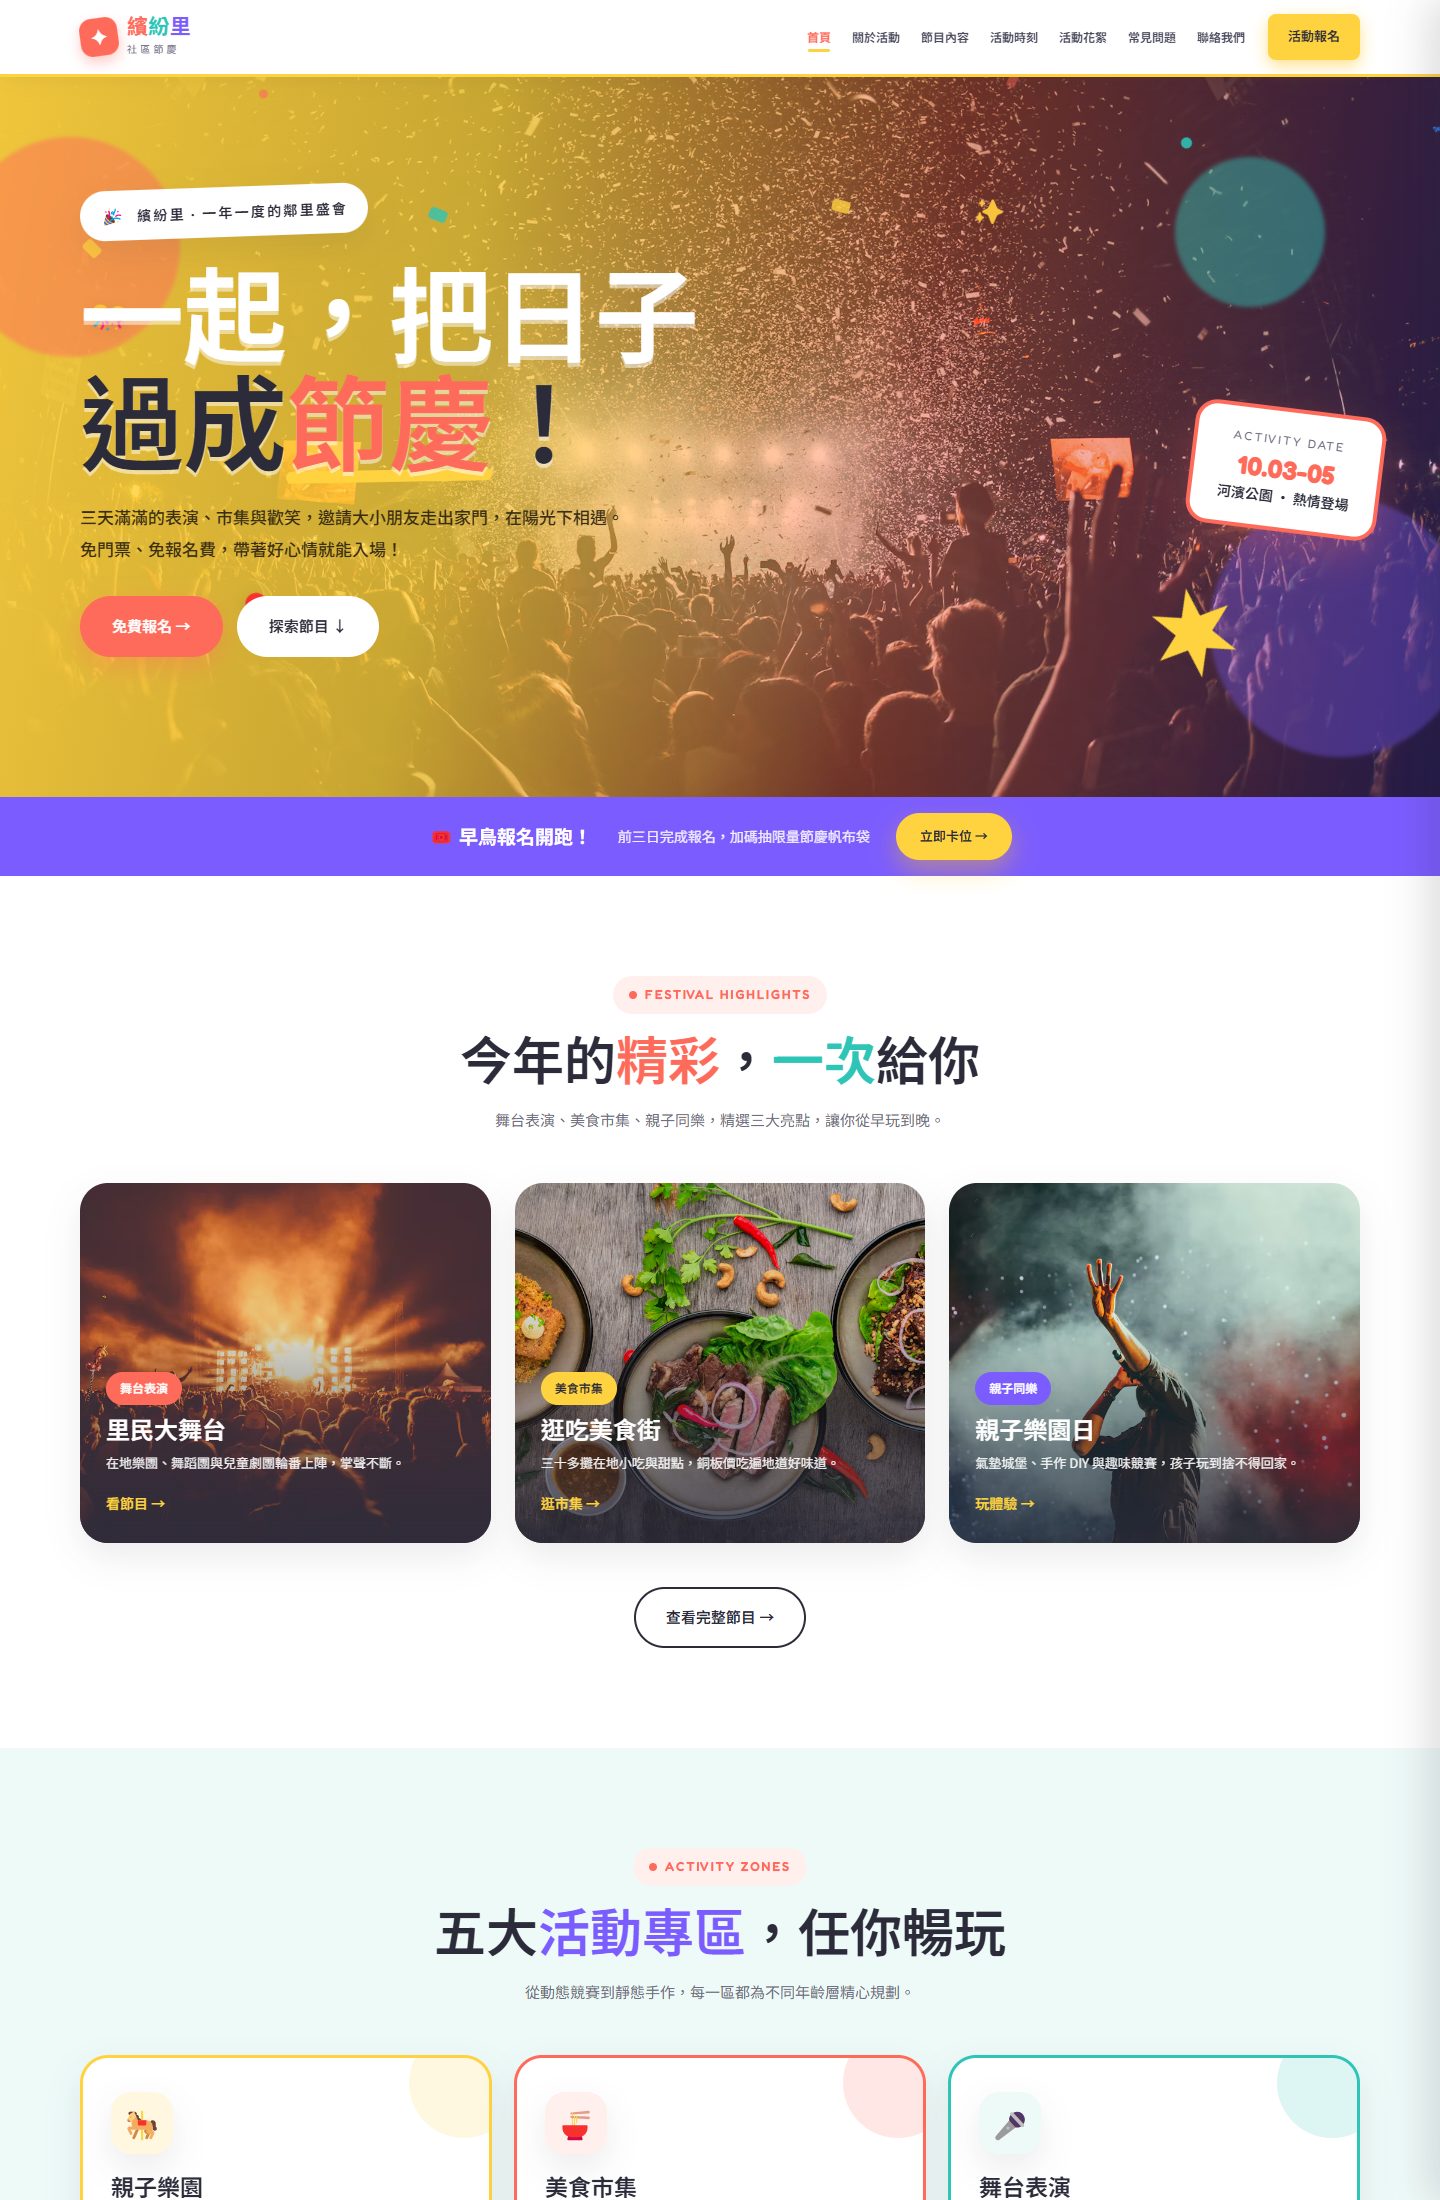 繽紛里
社區節慶
首頁
關於活動
節目內容
活動時刻
活動花絮
常見問題
聯絡我們
活動報名
繽紛里 · 一年一度的鄰里盛會
一起，把日子
過成節慶！
三天滿滿的表演、市集與歡笑，邀請大小朋友走出家門，在陽光下相遇。
免門票、免報名費，帶著好心情就能入場！
免費報名 →
探索節目 ↓
ACTIVITY DATE
10.03-05
河濱公園 · 熱情登場
早鳥報名開跑！
前三日完成報名，加碼抽限量節慶帆布袋
立即卡位 →
FESTIVAL HIGHLIGHTS
今年的精彩，一次給你
舞台表演、美食市集、親子同樂，精選三大亮點，讓你從早玩到晚。
舞台表演
里民大舞台
在地樂團、舞蹈團與兒童劇團輪番上陣，掌聲不斷。
看節目 →
美食市集
逛吃美食街
三十多攤在地小吃與甜點，銅板價吃遍地道好味道。
逛市集 →
親子同樂
親子樂園日
氣墊城堡、手作 DIY 與趣味競賽，孩子玩到捨不得回家。
玩體驗 →
查看完整節目 →
ACTIVITY ZONES
五大活動專區，任你暢玩
從動態競賽到靜態手作，每一區都為不同年齡層精心規劃。
親子樂園
美食市集
舞台表演